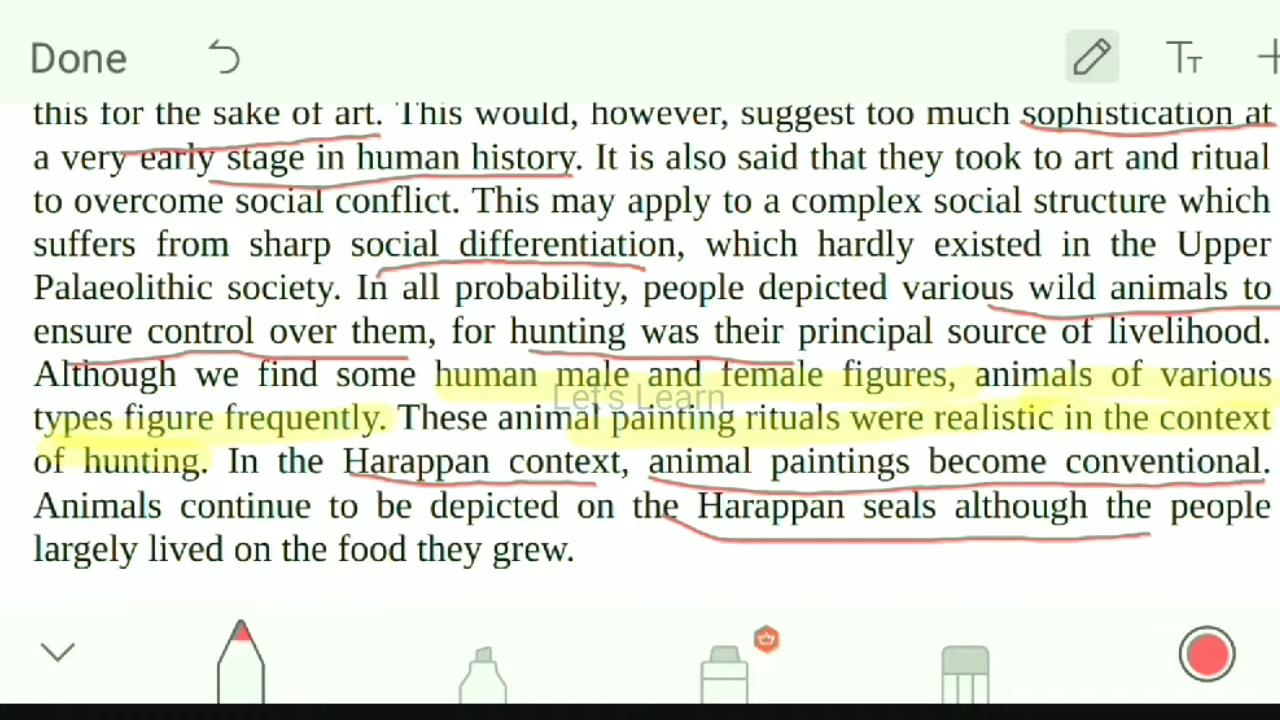 Done
this for the sake of art. This would, however, suggest too much sophistication at
a very early stage in human history. It is also said that they took to art and ritual
to overcome social conflict. This may apply to a complex social structure which
suffers from sharp social differentiation, which hardly existed in the Upper
Palaeolithic society. In all probability, people depicted various wild animals to
ensure control over them, for hunting was their principal source of livelihood.
Although we find some human male and female figures, animals of various
Let's Learn
types figure frequently. These animal painting rituals were realistic in the context
of hunting. In the Harappan context, animal paintings become conventional.
Animals continue to be depicted on the Harappan seals although the people
largely lived on the food they grew.